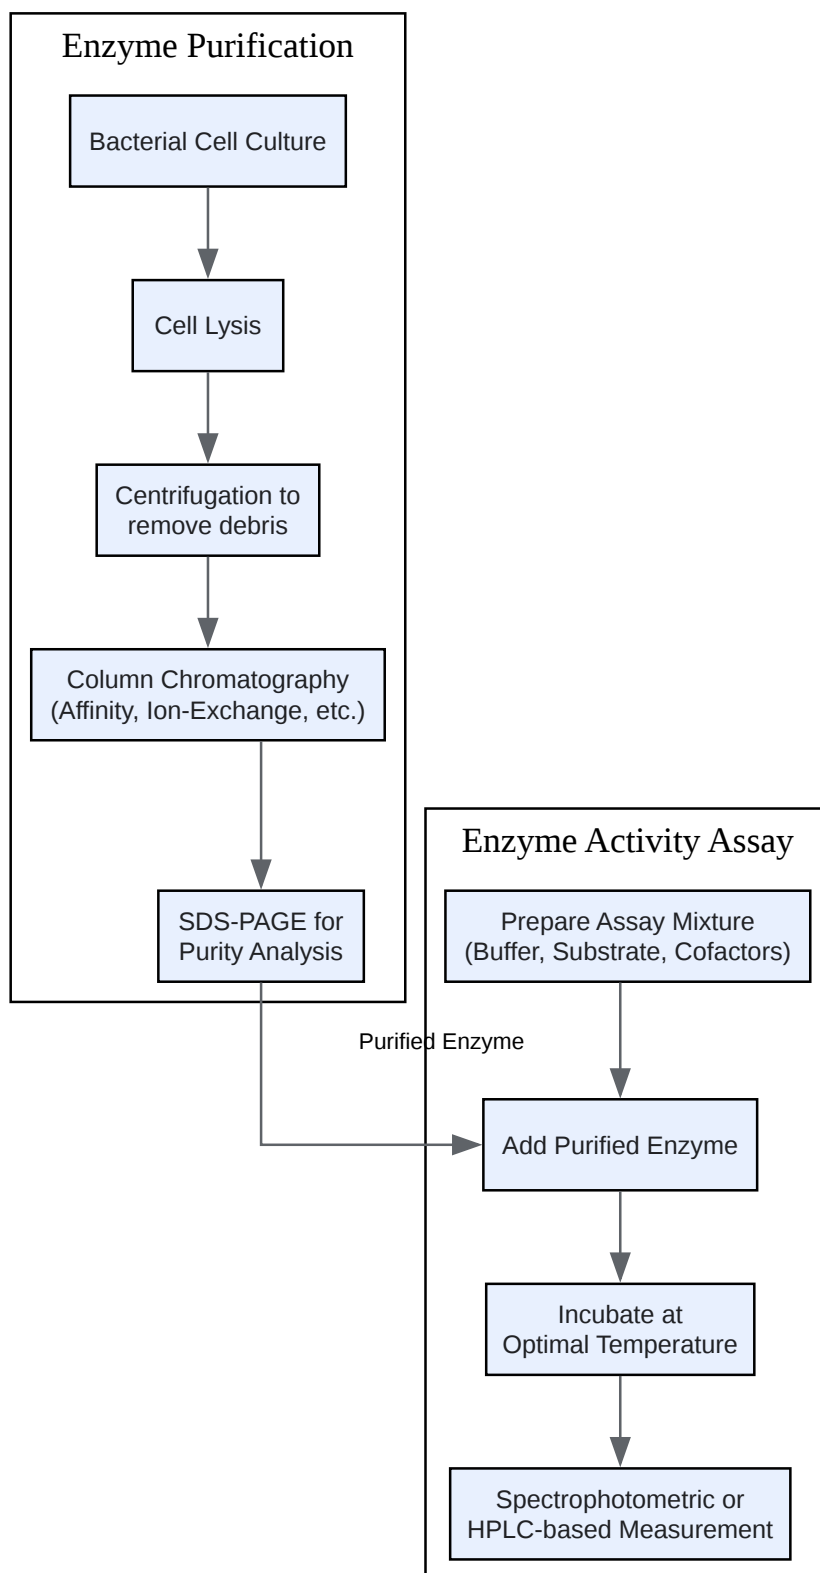 Enzyme Purification
Bacterial Cell Culture
Cell Lysis
Centrifugation to
remove debris
Column Chromatography
(Affinity, Ion-Exchange, etc.)
SDS-PAGE for
Purity Analysis
Purified Enzyme
Enzyme Activity Assay
Prepare Assay Mixture
(Buffer, Substrate, Cofactors)
Add Purified Enzyme
Incubate at
Optimal Temperature
Spectrophotometric or
HPLC-based Measurement